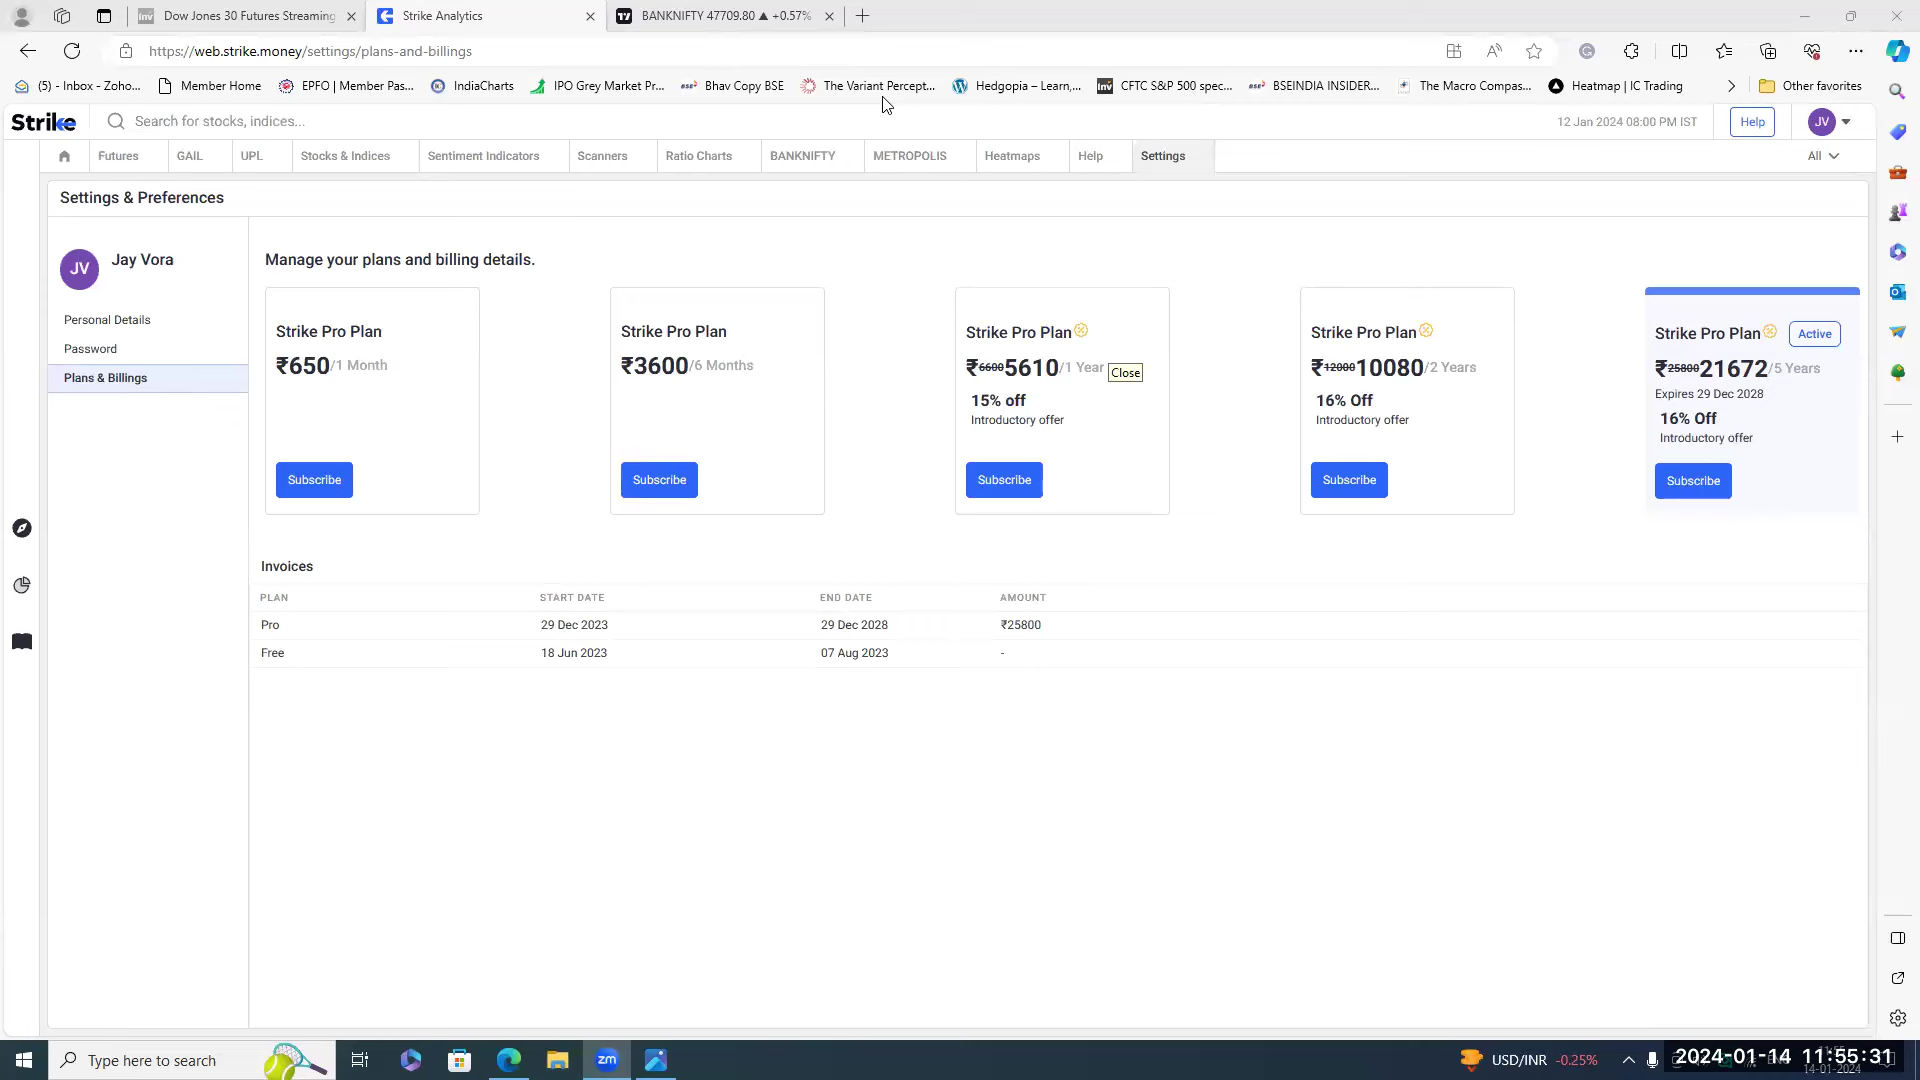 Dow Jones 30 Futures Streaming
Strike Analytics
BANKNIFTY 47709.80 ▲ +0.57%
https://web.strike.money/settings/plans-and-billings
(5) - Inbox - Zoho...
Member Home
EPFO | Member Pas...
IndiaCharts
IPO Grey Market Pr...
Bhav Copy BSE
The Variant Percept...
Hedgopia – Learn,...
CFTC S&P 500 spec...
BSEINDIA INSIDER...
The Macro Compas...
Heatmap | IC Trading
Other favorites
Strike
Search for stocks, indices...
12 Jan 2024 08:00 PM IST
Help
JV
Futures
GAIL
UPL
Stocks & Indices
Sentiment Indicators
Scanners
Ratio Charts
BANKNIFTY
METROPOLIS
Heatmaps
Help
Settings
All
Settings & Preferences
JV
Jay Vora
Personal Details
Password
Plans & Billings
Manage your plans and billing details.
Strike Pro Plan
₹650/1 Month
Subscribe
Strike Pro Plan
₹3600/6 Months
Subscribe
Strike Pro Plan
₹66005610/1 Year
Close
15% off
Introductory offer
Subscribe
Strike Pro Plan
₹1200010080/2 Years
16% Off
Introductory offer
Subscribe
Strike Pro Plan
Active
₹2580021672/5 Years
Expires 29 Dec 2028
16% Off
Introductory offer
Subscribe
Invoices
PLAN START DATE END DATE AMOUNT
Pro 29 Dec 2023 29 Dec 2028 ₹25800
Free 18 Jun 2023 07 Aug 2023 -
Type here to search
zm
USD/INR -0.25%
2024-01-14 11:55:31
14-01-2024